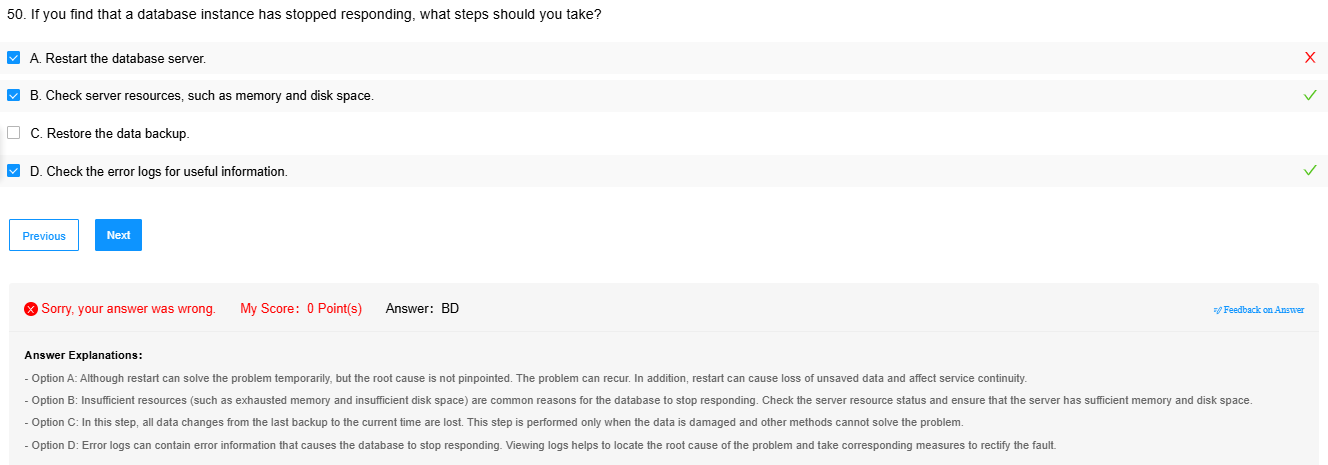 50. If you find that a database instance has stopped responding, what steps should you take?
A. Restart the database server.
B. Check server resources, such as memory and disk space.
C. Restore the data backup.
D. Check the error logs for useful information.
Previous Next
Sorry, your answer was wrong. My Score: 0 Point(s) Answer: BD Feedback on Answer
Answer Explanations:
- Option A: Although restart can solve the problem temporarily, but the root cause is not pinpointed. The problem can recur. In addition, restart can cause loss of unsaved data and affect service continuity.
- Option B: Insufficient resources (such as exhausted memory and insufficient disk space) are common reasons for the database to stop responding. Check the server resource status and ensure that the server has sufficient memory and disk space.
- Option C: In this step, all data changes from the last backup to the current time are lost. This step is performed only when the data is damaged and other methods cannot solve the problem.
- Option D: Error logs can contain error information that causes the database to stop responding. Viewing logs helps to locate the root cause of the problem and take corresponding measures to rectify the fault.